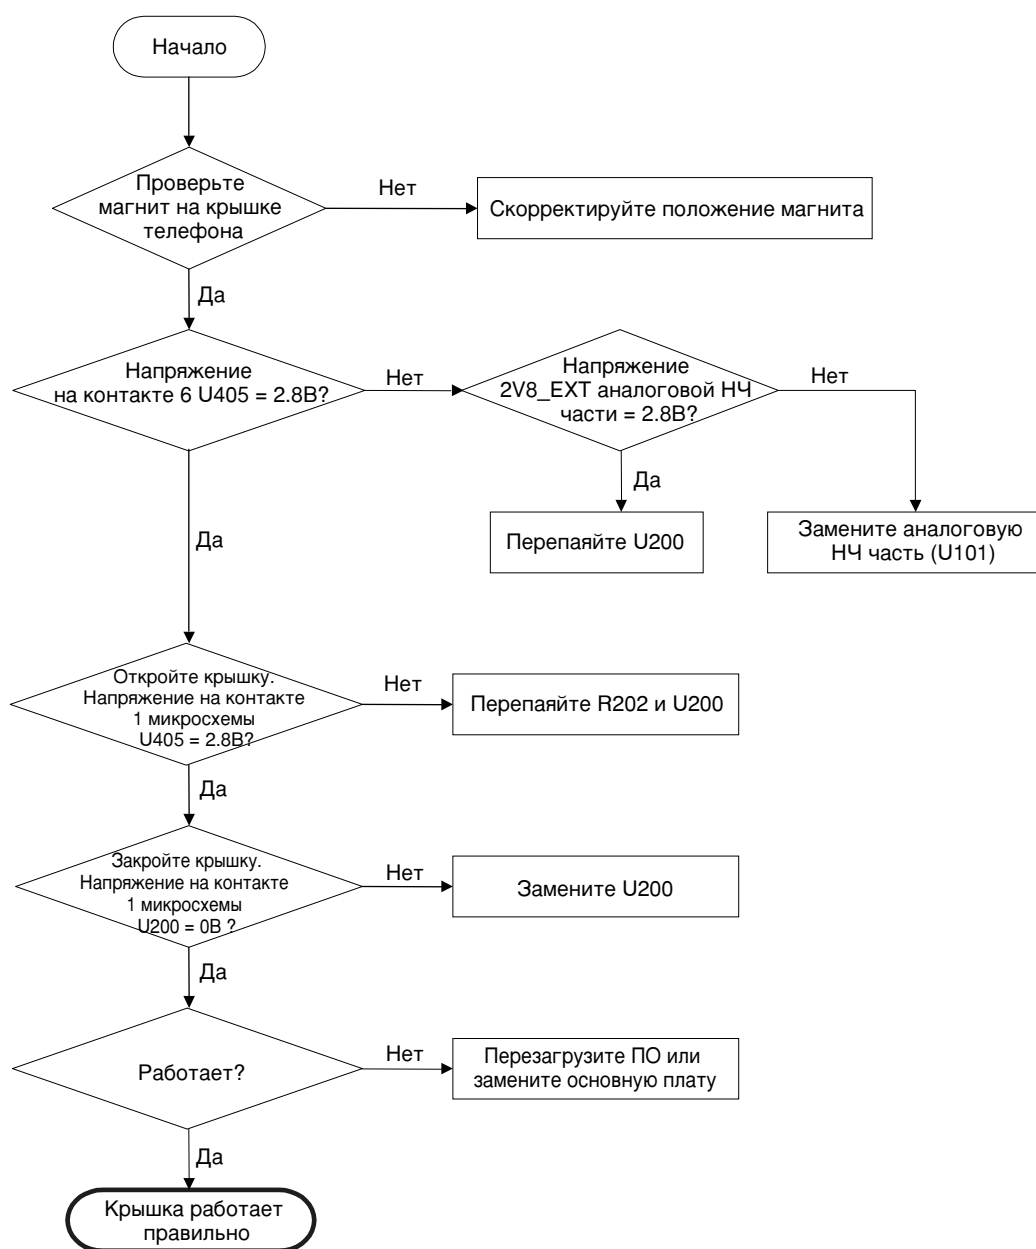 Начало
Проверьте
магнит на крышке
телефона
Нет
Скорректируйте положение магнита
Да
Напряжение
на контакте 6 U405 = 2.8В?
Нет
Напряжение
2V8_EXT аналоговой НЧ
части = 2.8В?
Нет
Да
Да
Перепаяйте U200
Замените аналоговую
НЧ часть (U101)
Откройте крышку.
Напряжение на контакте
1 микросхемы
U405 = 2.8В?
Нет
Перепаяйте R202 и U200
Да
Закройте крышку.
Напряжение на контакте
1 микросхемы
U200 = 0В ?
Нет
Замените U200
Да
Работает?
Нет
Перезагрузите ПО или
замените основную плату
Да
Крышка работает
правильно